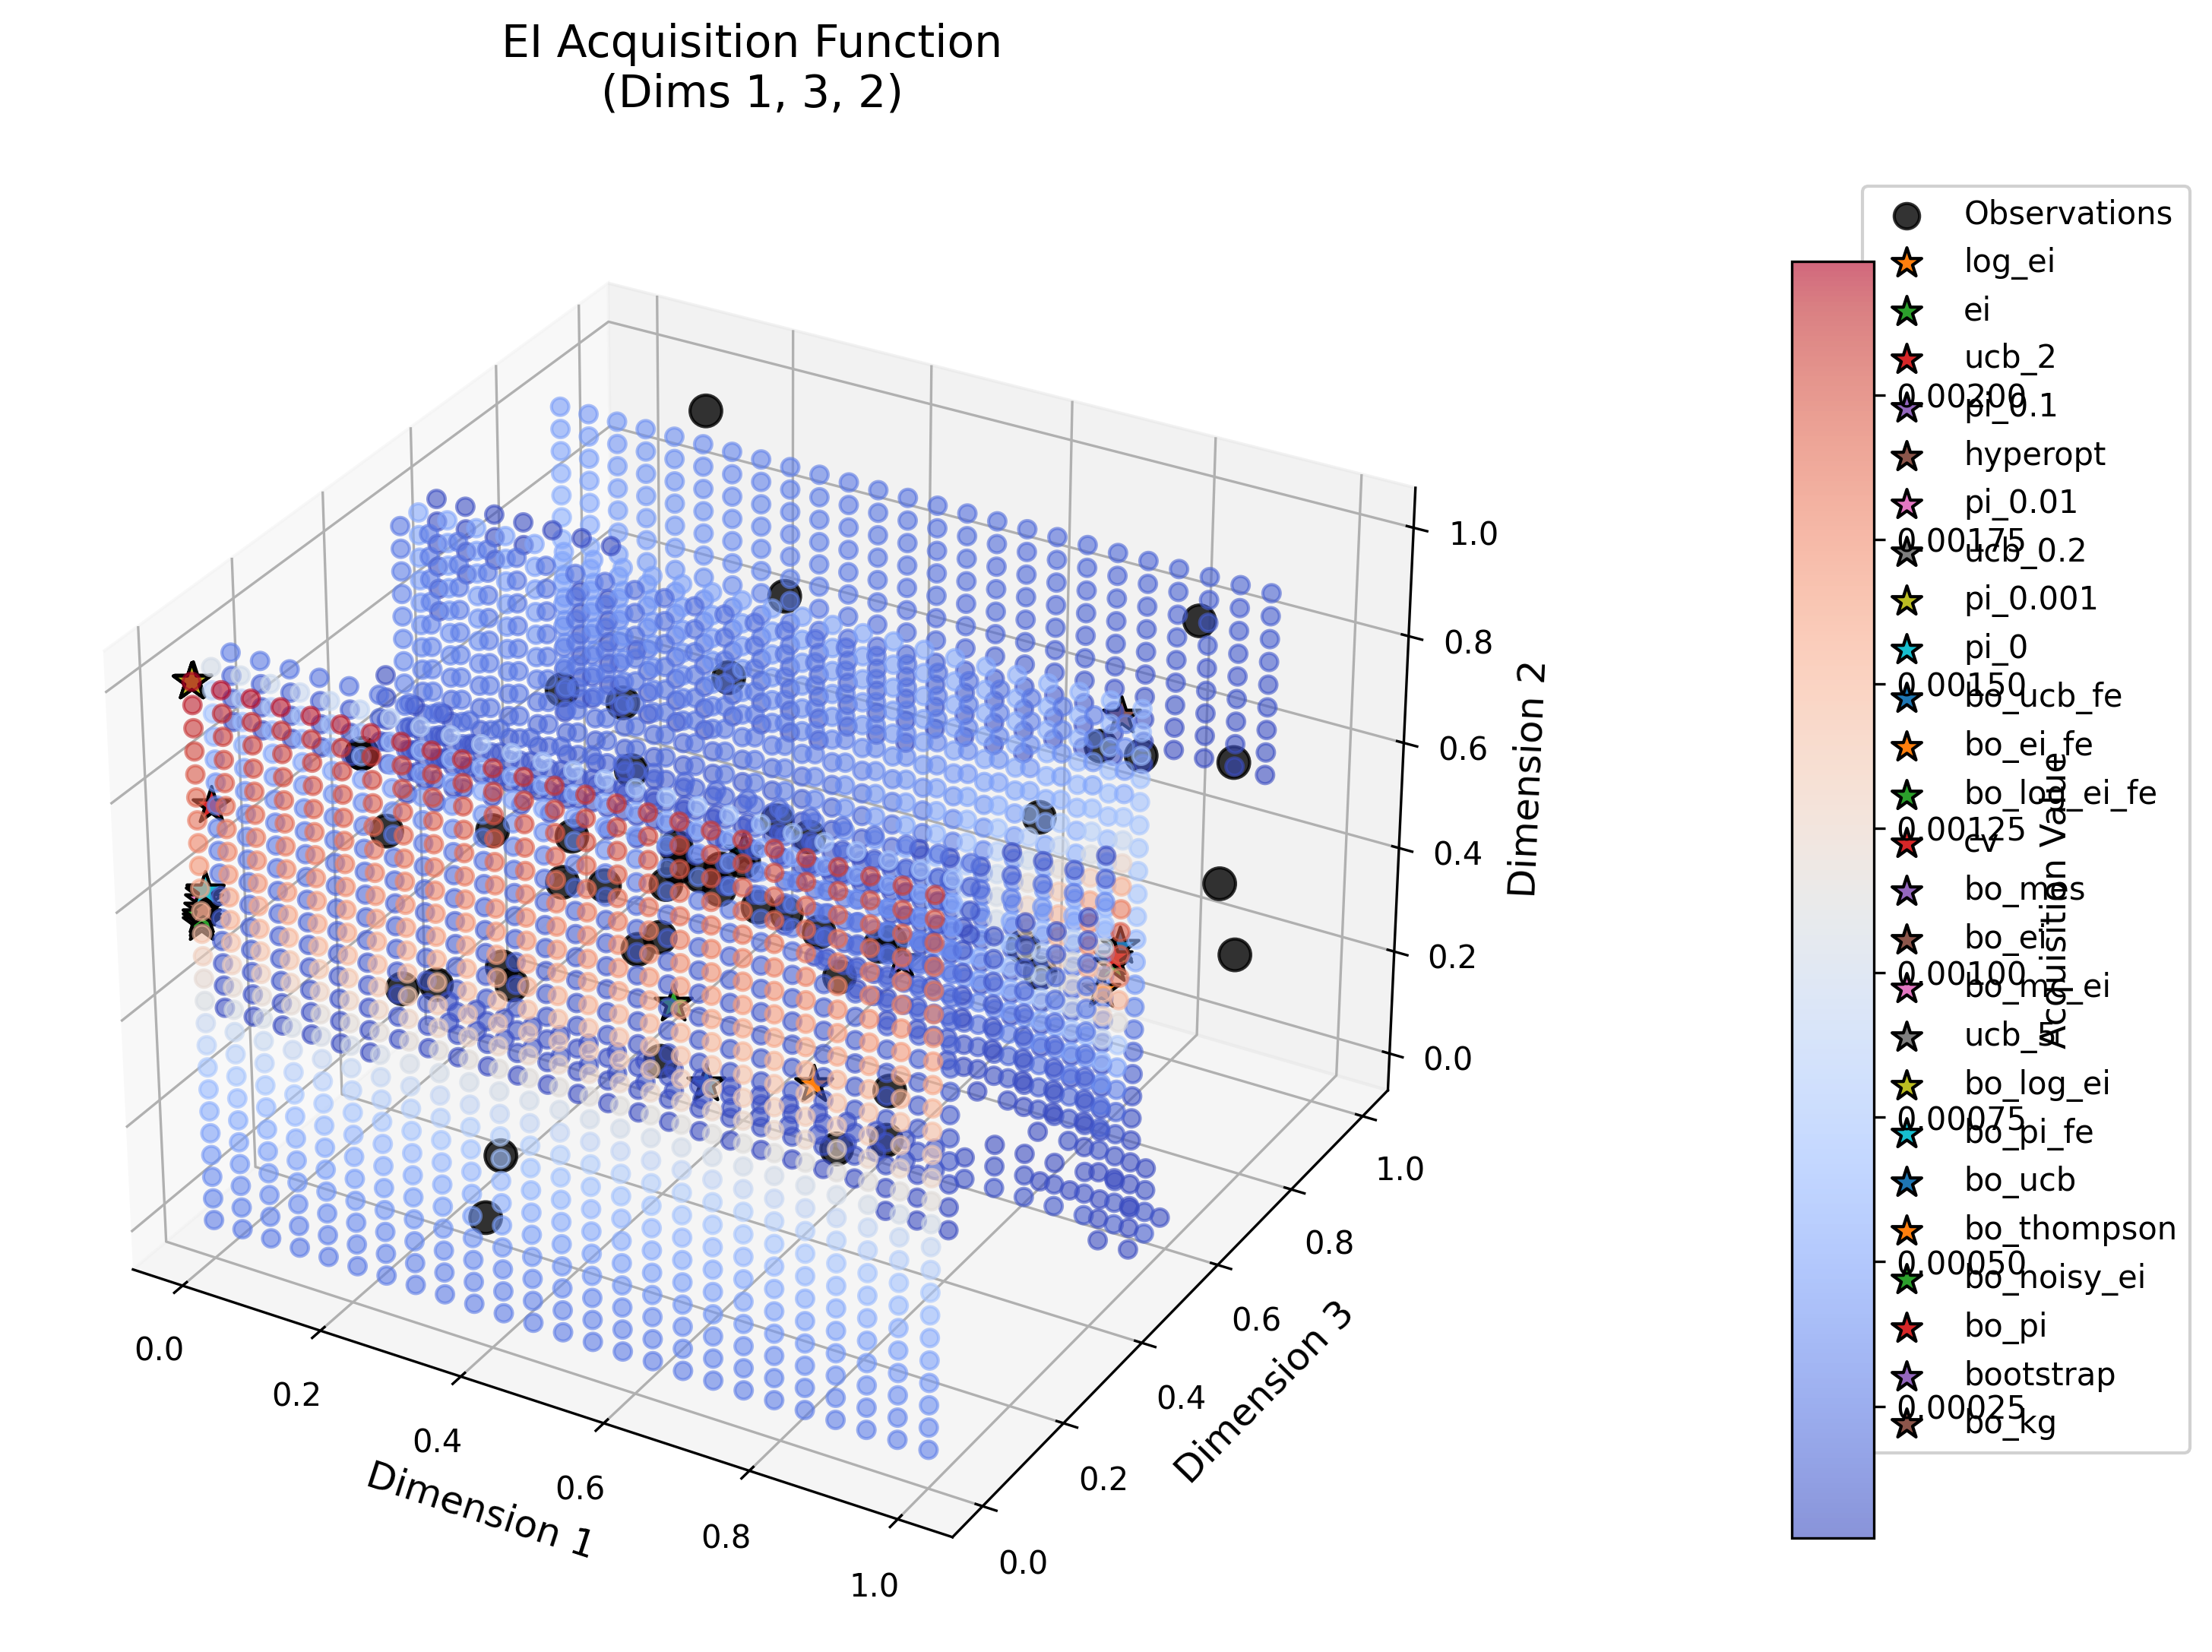 EI Acquisition Function
(Dims 1, 3, 2)
Observations
log_ei
ei
ucb_2
pi_0.1
hyperopt
pi_0.01
ucb_0.2
pi_0.001
pi_0
bo_ucb_fe
bo_ei_fe
bo_log_ei_fe
cv
bo_mes
bo_ei
ucb_s
bo_log_ei
bo_pi_fe
bo_ucb
bo_thompson
bo_noisy_ei
bo_pi
bootstrap
bo_kg
0.00200
0.00175
0.00150
0.00125
0.00100
0.00075
0.00050
0.00025
Acquisition Value
1.0
0.8
0.6
0.4
0.2
0.0
Dimension 2
1.0
0.8
0.6
0.4
0.2
0.0
Dimension 3
0.0
0.2
0.4
0.6
0.8
1.0
Dimension 1